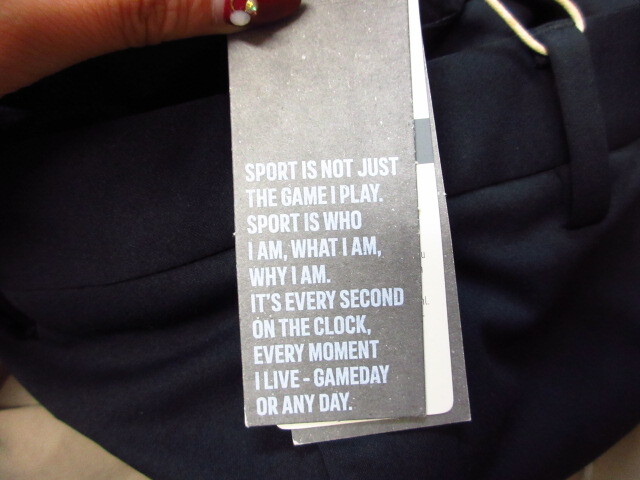 SPORT IS NOT JUST
THE GAME I PLAY.
SPORT IS WHO
I AM, WHAT I AM,
WHY I AM.
IT'S EVERY SECOND
ON THE CLOCK,
EVERY MOMENT
I LIVE - GAMEDAY
OR ANY DAY.